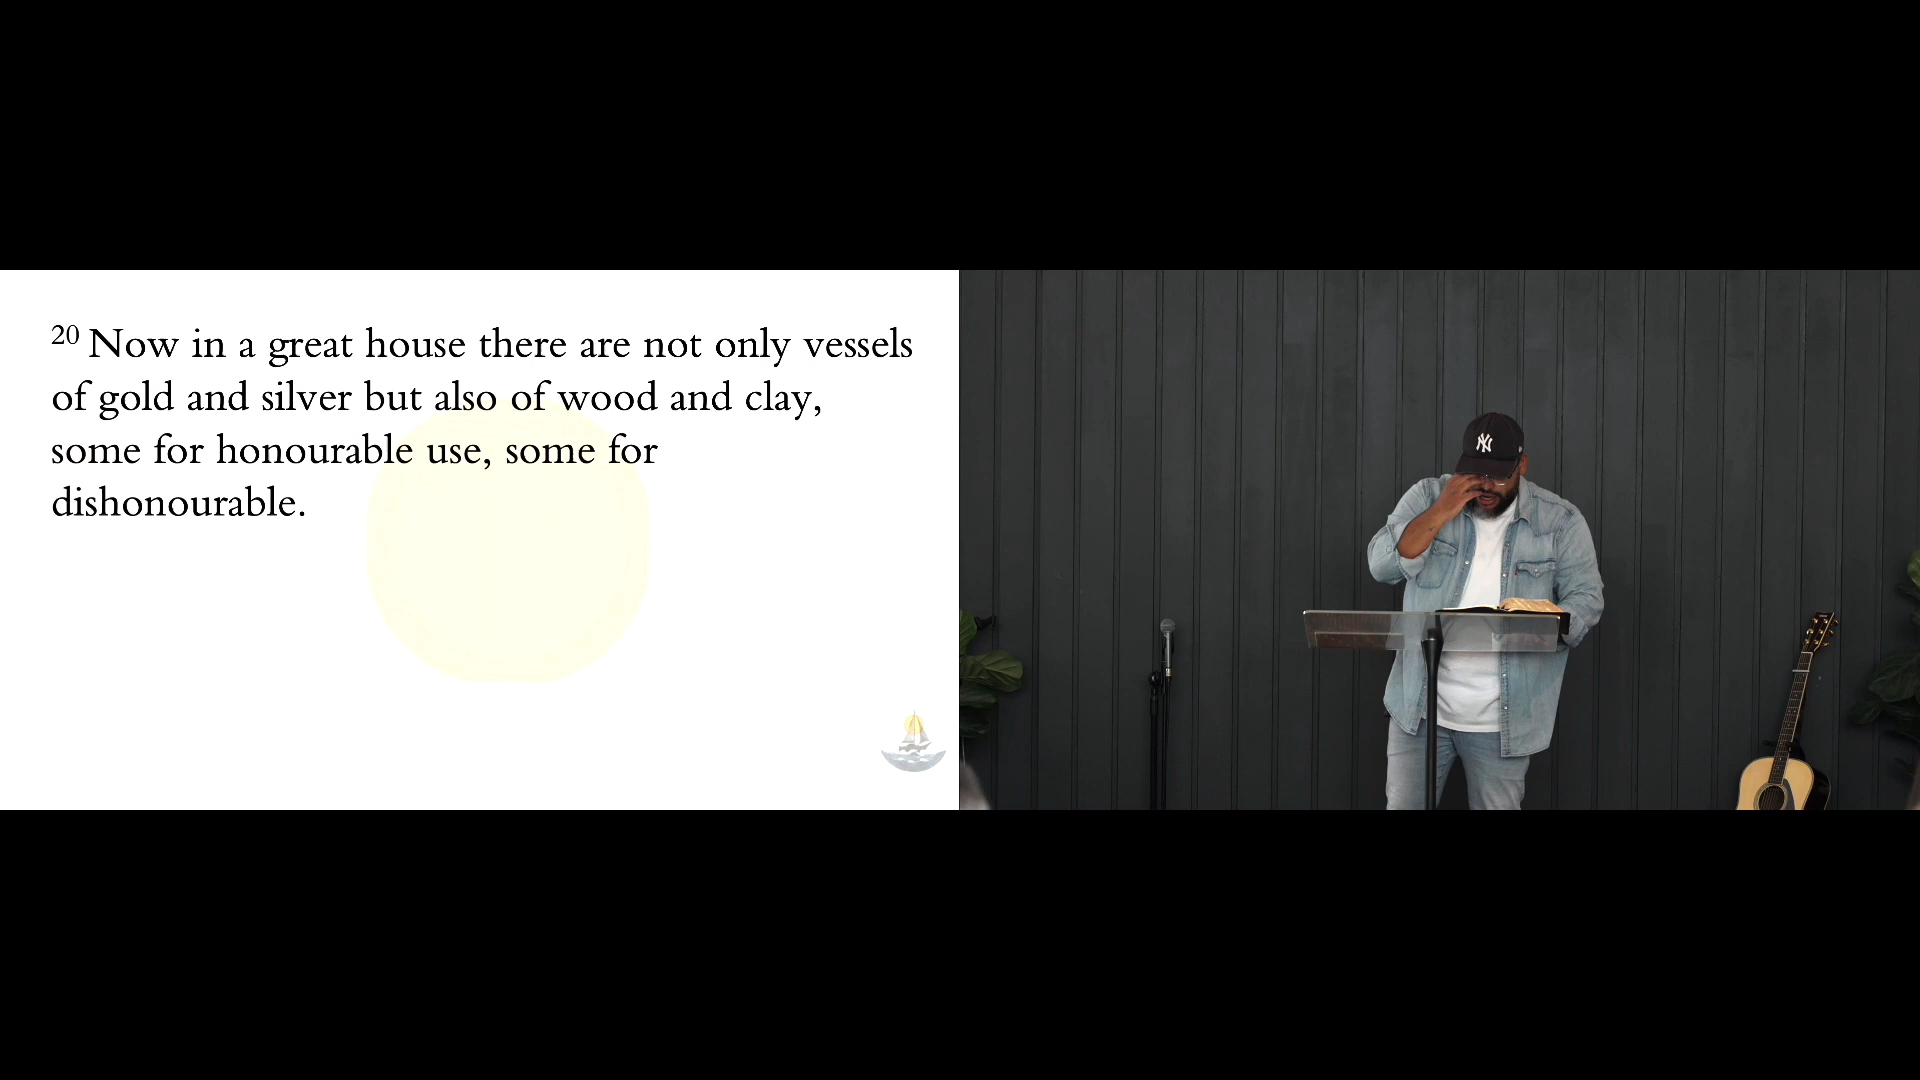 20 Now in a great house there are not only vessels
of gold and silver but also of wood and clay,
some for honourable use, some for
dishonourable.
NY